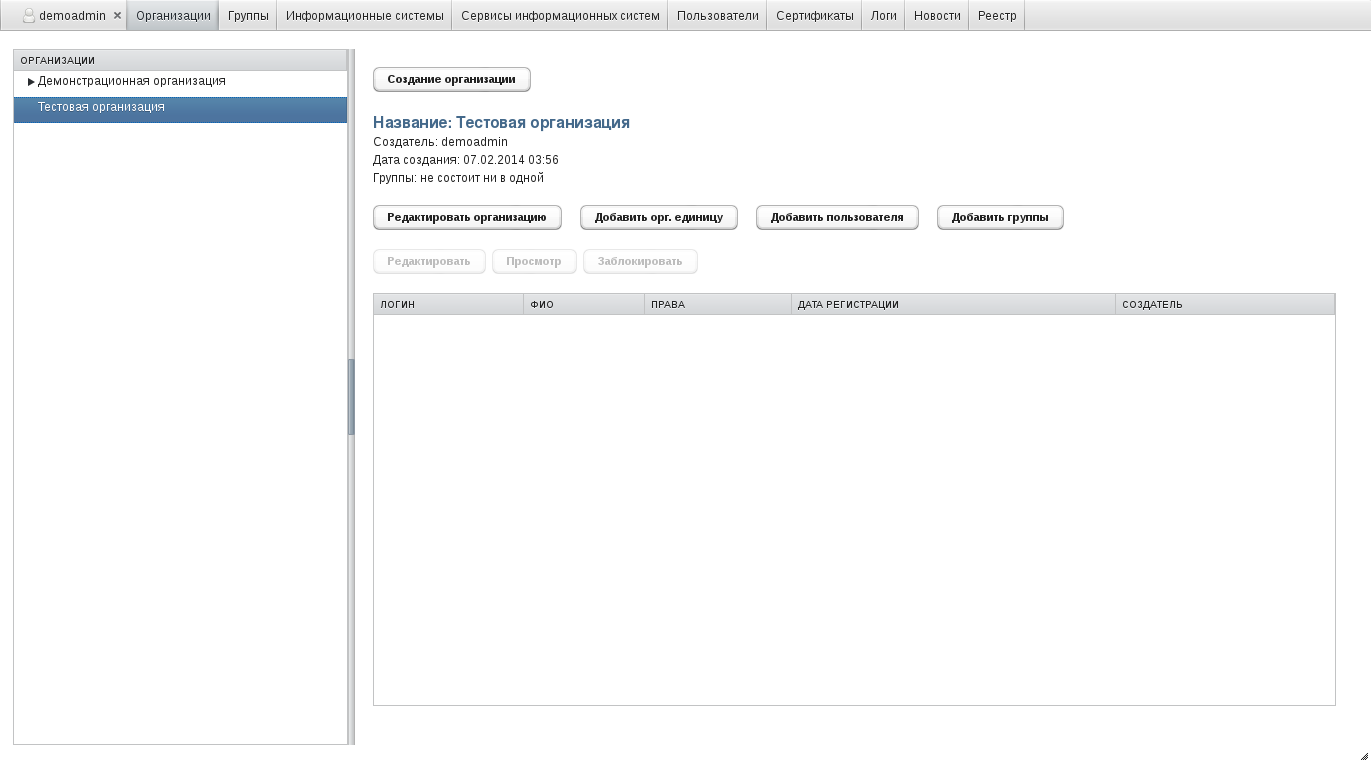 demoadmin × Организации Группы Информационные системы Сервисы информационных систем Пользователи Сертификаты Логи Новости Реестр
ОРГАНИЗАЦИИ
Демонстрационная организация
Тестовая организация
Создание организации
Название: Тестовая организация
Создатель: demoadmin
Дата создания: 07.02.2014 03:56
Группы: не состоит ни в одной
Редактировать организацию Добавить орг. единицу Добавить пользователя Добавить группы
Редактировать Просмотр Заблокировать
ЛОГИН ФИО ПРАВА ДАТА РЕГИСТРАЦИИ СОЗДАТЕЛЬ